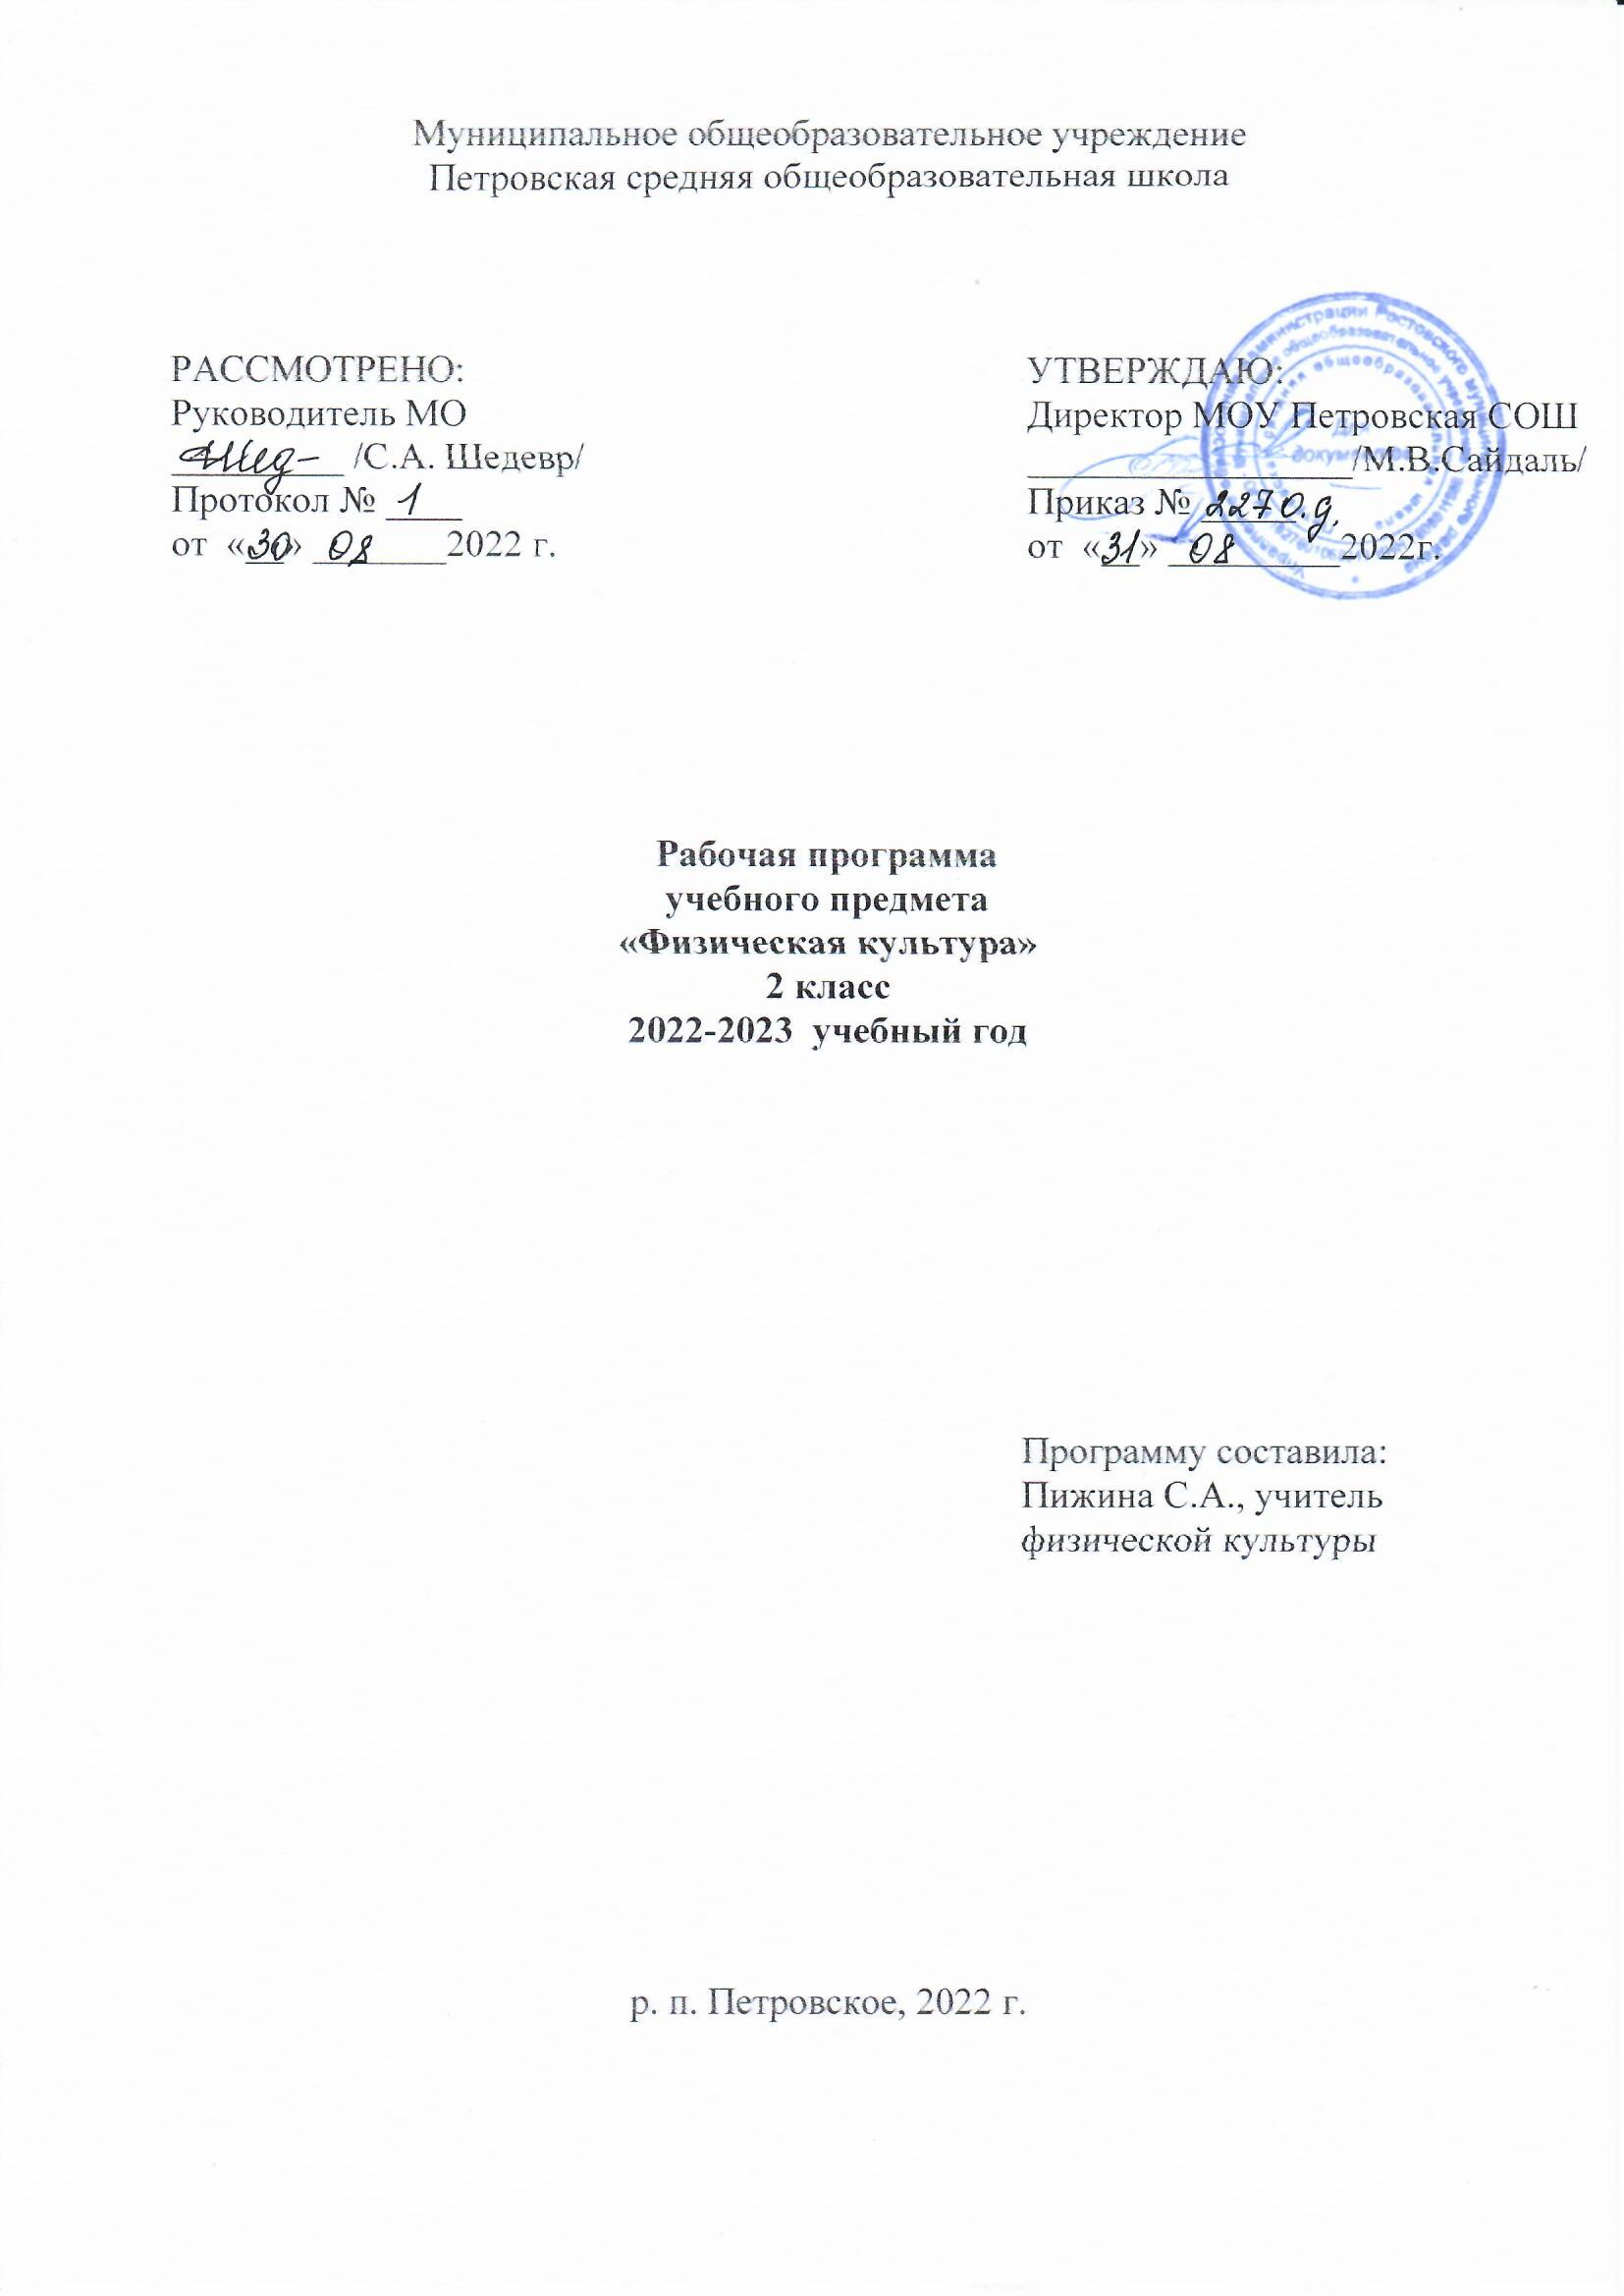 Муниципальное общеобразовательное учреждение
Петровская средняя общеобразовательная школа
РАССМОТРЕНО:
Руководитель МО
/С.А. Шедевр/
Протокол № 1
от «30» 08 2022 г.
УТВЕРЖДАЮ:
Директор МОУ Петровская СОШ
/М.В.Сайдаль/
Приказ № 227 о.д.
от «31» 08 2022г.
Рабочая программа
учебного предмета
«Физическая культура»
2 класс
2022-2023 учебный год
Программу составила:
Пижина С.А., учитель
физической культуры
р. п. Петровское, 2022 г.